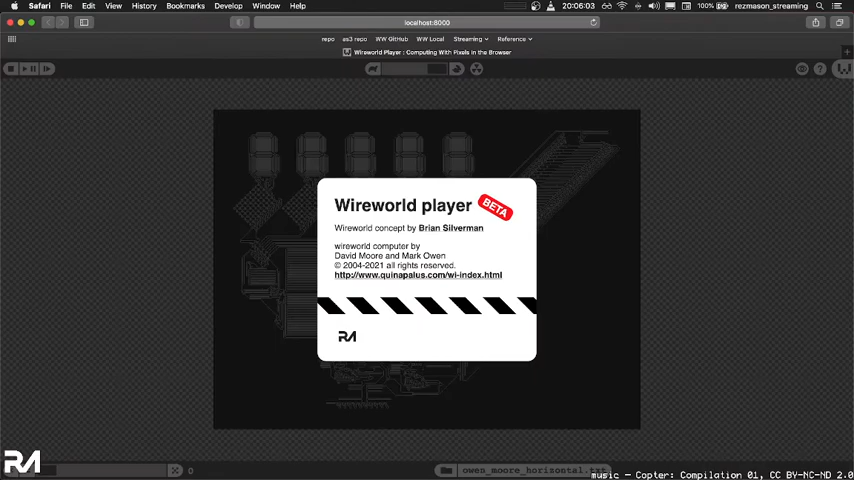 Safari File Edit View History Bookmarks Develop Window Help
20:06:03 100% rezmason_streaming
localhost:8000
repo as3 repo WW GitHub WW Local Streaming Reference
Wireworld Player : Computing With Pixels in the Browser
Wireworld player BETA
Wireworld concept by Brian Silverman
wireworld computer by
David Moore and Mark Owen
© 2004-2021 all rights reserved.
http://www.quinapalus.com/wi-index.html
RM
0
owen_moore_horizontal.txt
RM
music – Copter: Compilation 01, CC BY-NC-ND 2.0